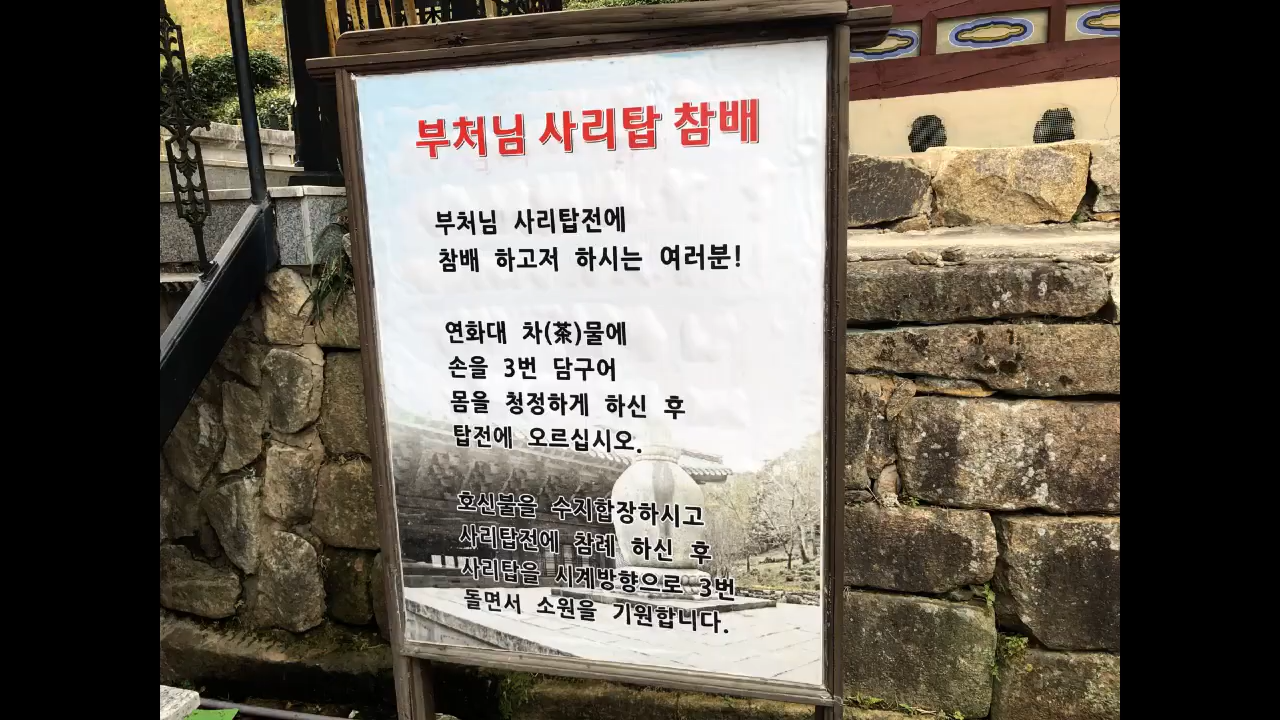 부처님 사리탑 참배
부처님 사리탑전에
참배 하고저 하시는 여러분!
연화대 차(茶)물에
손을 3번 담구어
몸을 청정하게 하신 후
탑전에 오르십시오.
호신불을 수지합장하시고
사리탑전에 참례 하신 후
사리탑을 시계방향으로 3번
돌면서 소원을 기원합니다.